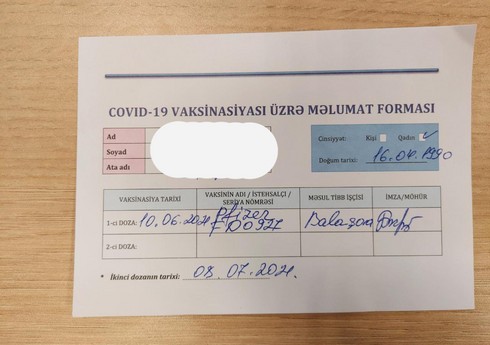 COVID-19 VAKSİNASİYASI ÜZRƏ MƏLUMAT FORMASI
Ad
Soyad
Ata adı
Cinsiyyət: Kişi Qadın ✓
Doğum tarixi: 16.04.1990
VAKSİNASİYA TARİXİ
VAKSİNİN ADI / İSTEHSALÇI / SERİYA NÖMRƏSİ
MƏSUL TİBB İŞÇİSİ
İMZA/MÖHÜR
1-ci DOZA: 10.06.2021 Pfizer
FD0927
2-ci DOZA:
* İkinci dozanın tarixi: 08.07.2021.